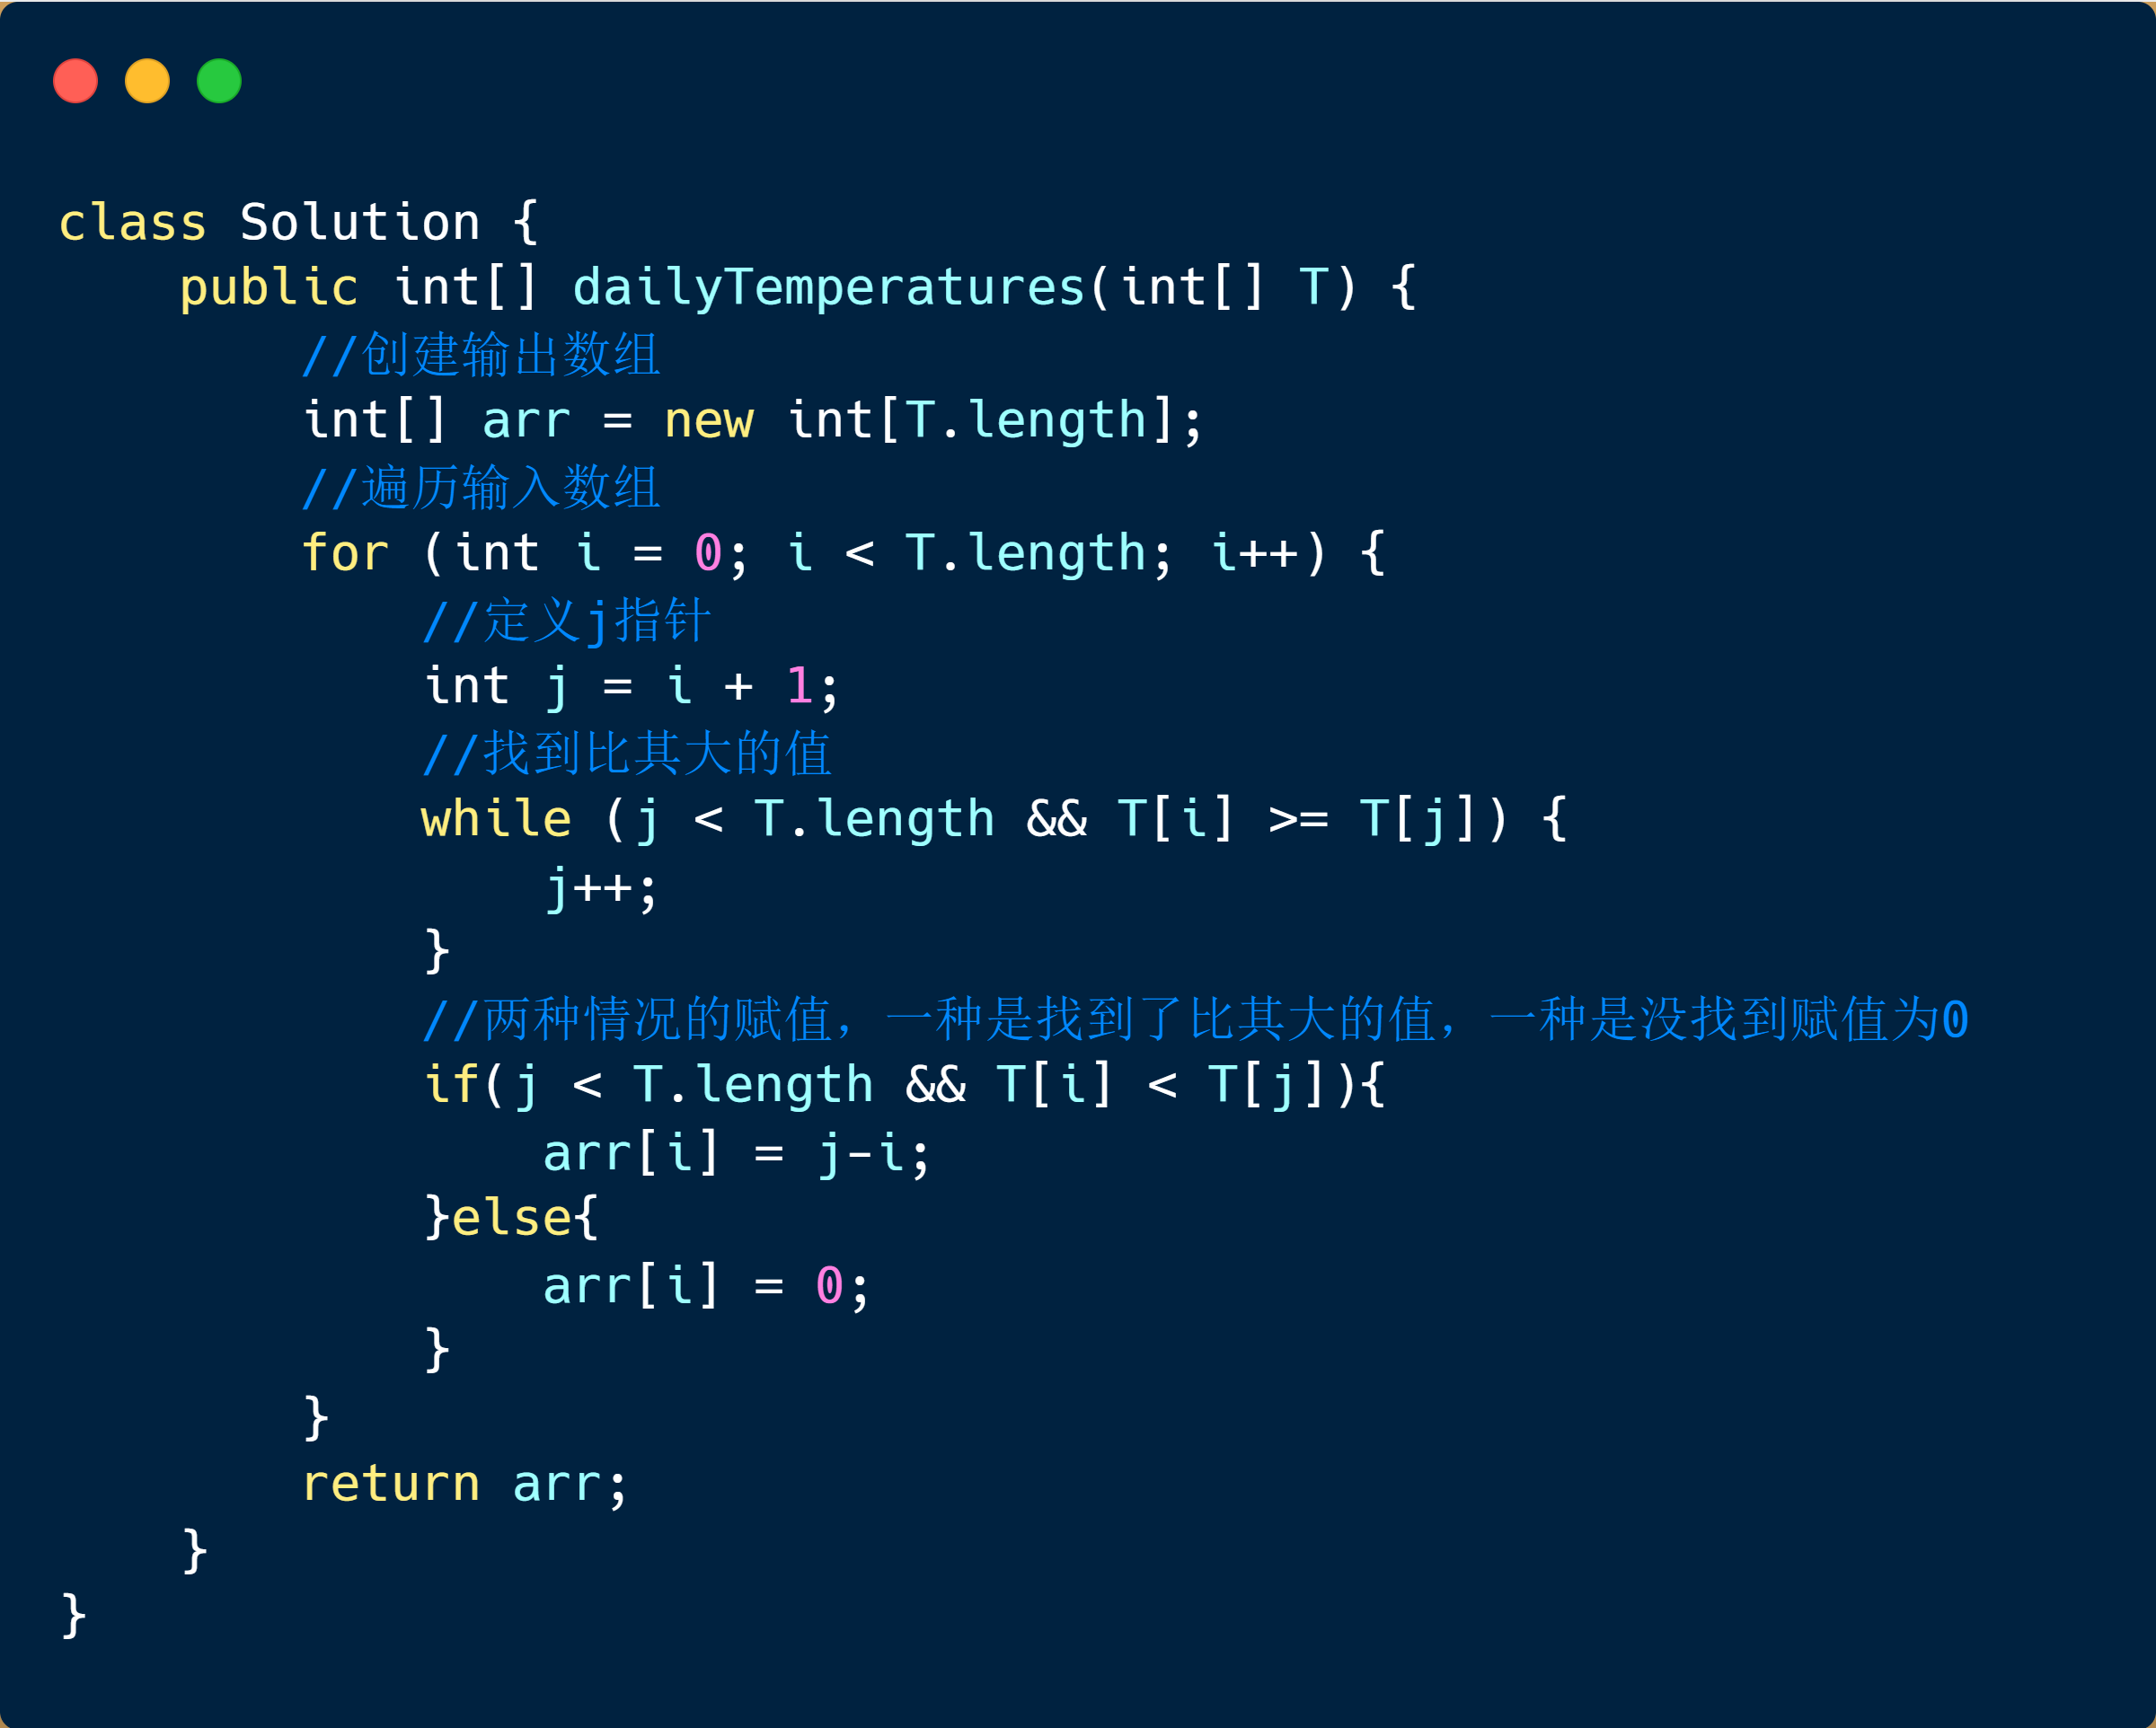 class Solution {
    public int[] dailyTemperatures(int[] T) {
        //创建输出数组
        int[] arr = new int[T.length];
        //遍历输入数组
        for (int i = 0; i < T.length; i++) {
            //定义j指针
            int j = i + 1;
            //找到比其大的值
            while (j < T.length && T[i] >= T[j]) {
                j++;
            }
            //两种情况的赋值，一种是找到了比其大的值，一种是没找到赋值为0
            if(j < T.length && T[i] < T[j]){
                arr[i] = j-i;
            }else{
                arr[i] = 0;
            }
        }
        return arr;
    }
}